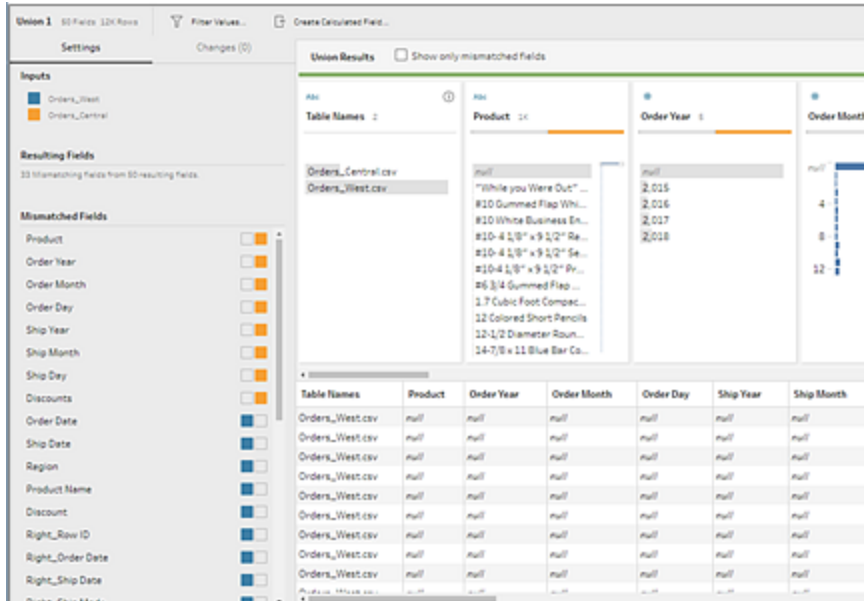 Union 1 50 Fields 12K Rows Filter Values... Create Calculated Field...
Settings Changes (0)
Inputs
Orders_West
Orders_Central
Resulting Fields
33 Mismatching fields from 50 resulting fields.
Mismatched Fields
Product
Order Year
Order Month
Order Day
Ship Year
Ship Month
Ship Day
Discounts
Order Date
Ship Date
Region
Product Name
Discount
Right_Row ID
Right_Order Date
Right_Ship Date
Right_Ship Mode
Union Results Show only mismatched fields
Abc
Table Names 2
Orders_Central.csv
Orders_West.csv
Abc
Product 1K
null
"While you Were Out" ...
#10 Gummed Flap Whi...
#10 White Business En...
#10- 4 1/8" x 9 1/2" Re...
#10- 4 1/8" x 9 1/2" Se...
#10-4 1/8" x 9 1/2" Pr...
#6 3/4 Gummed Flap ...
1.7 Cubic Foot Compac...
12 Colored Short Pencils
12-1/2 Diameter Roun...
14-7/8 x 11 Blue Bar Co...
Order Year
null
2,015
2,016
2,017
2,018
Order Month
null
4
8
12
Table Names Product Order Year Order Month Order Day Ship Year Ship Month
Orders_West.csv null null null null null null
Orders_West.csv null null null null null null
Orders_West.csv null null null null null null
Orders_West.csv null null null null null null
Orders_West.csv null null null null null null
Orders_West.csv null null null null null null
Orders_West.csv null null null null null null
Orders_West.csv null null null null null null
Orders_West.csv null null null null null null